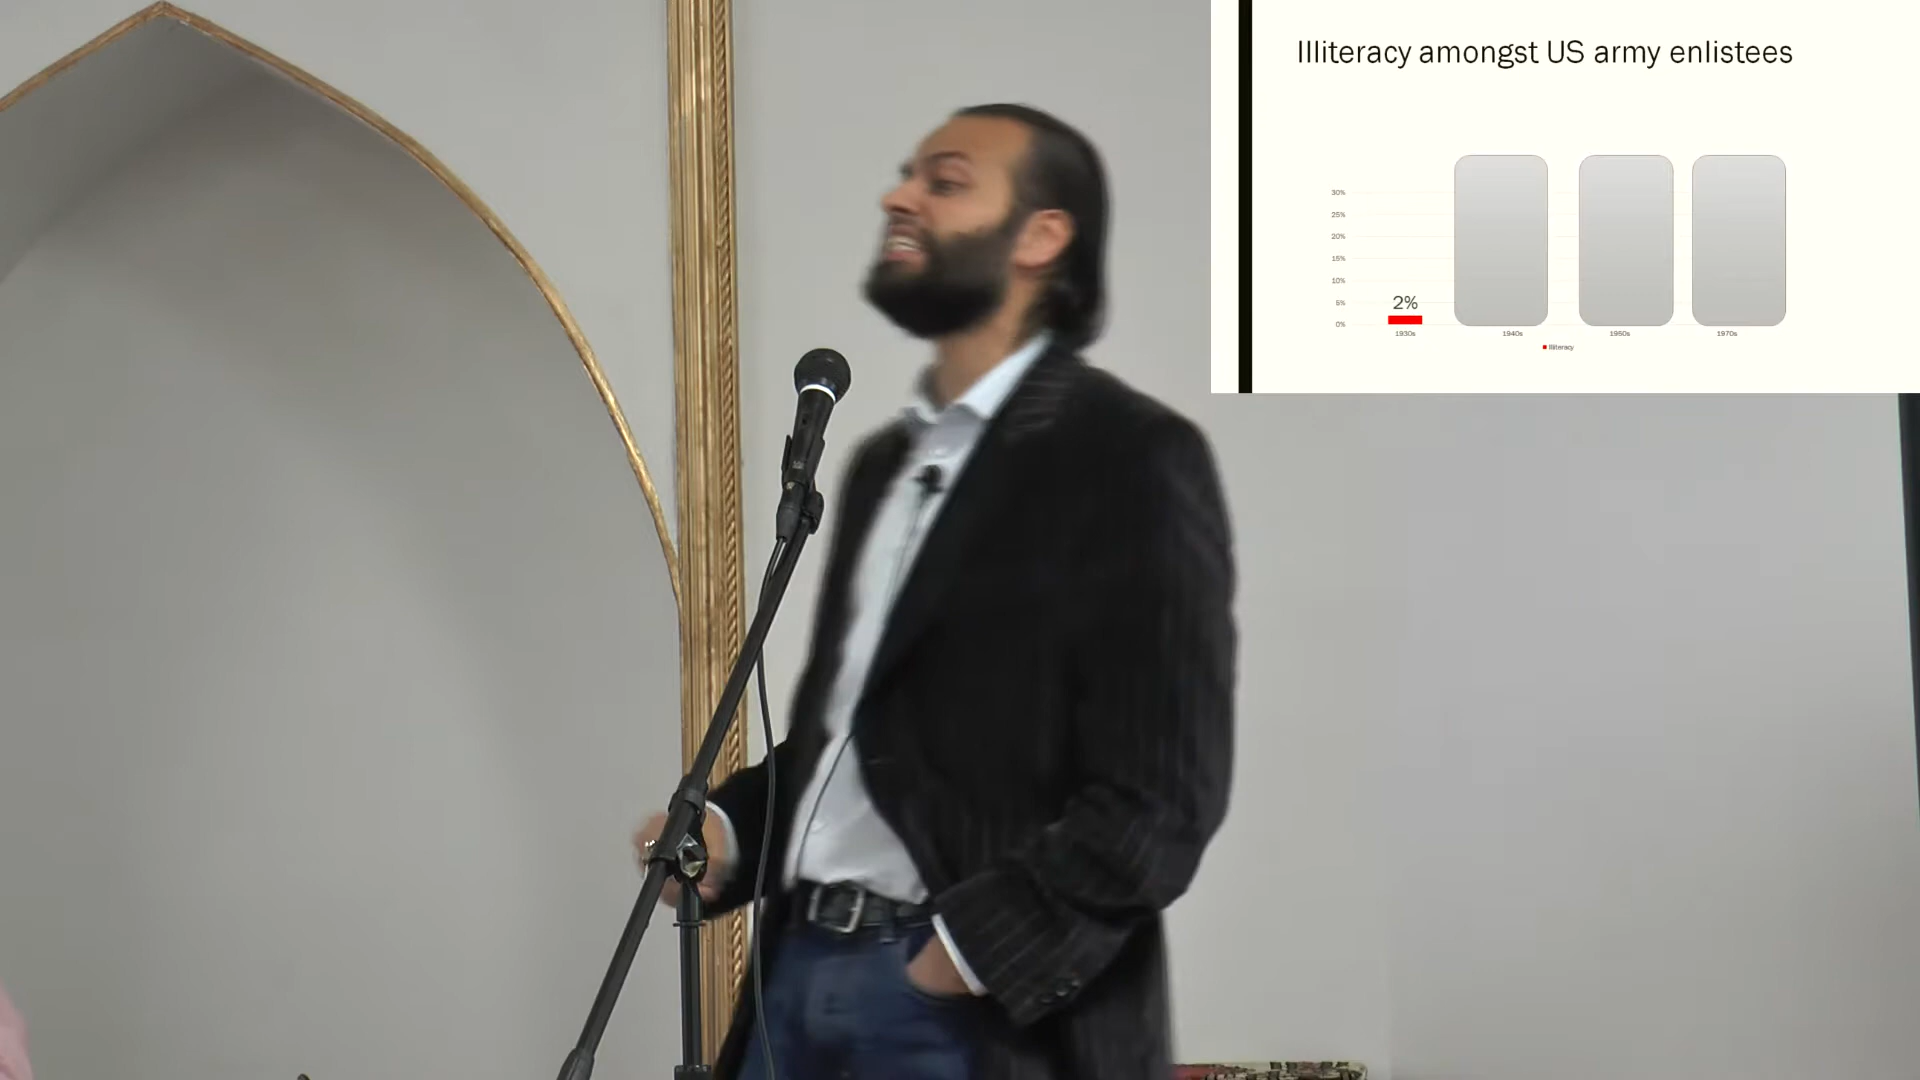 Illiteracy amongst US army enlistees
30%
25%
20%
15%
10%
5%
0%
2%
1930s 1940s 1950s 1970s
Illiteracy